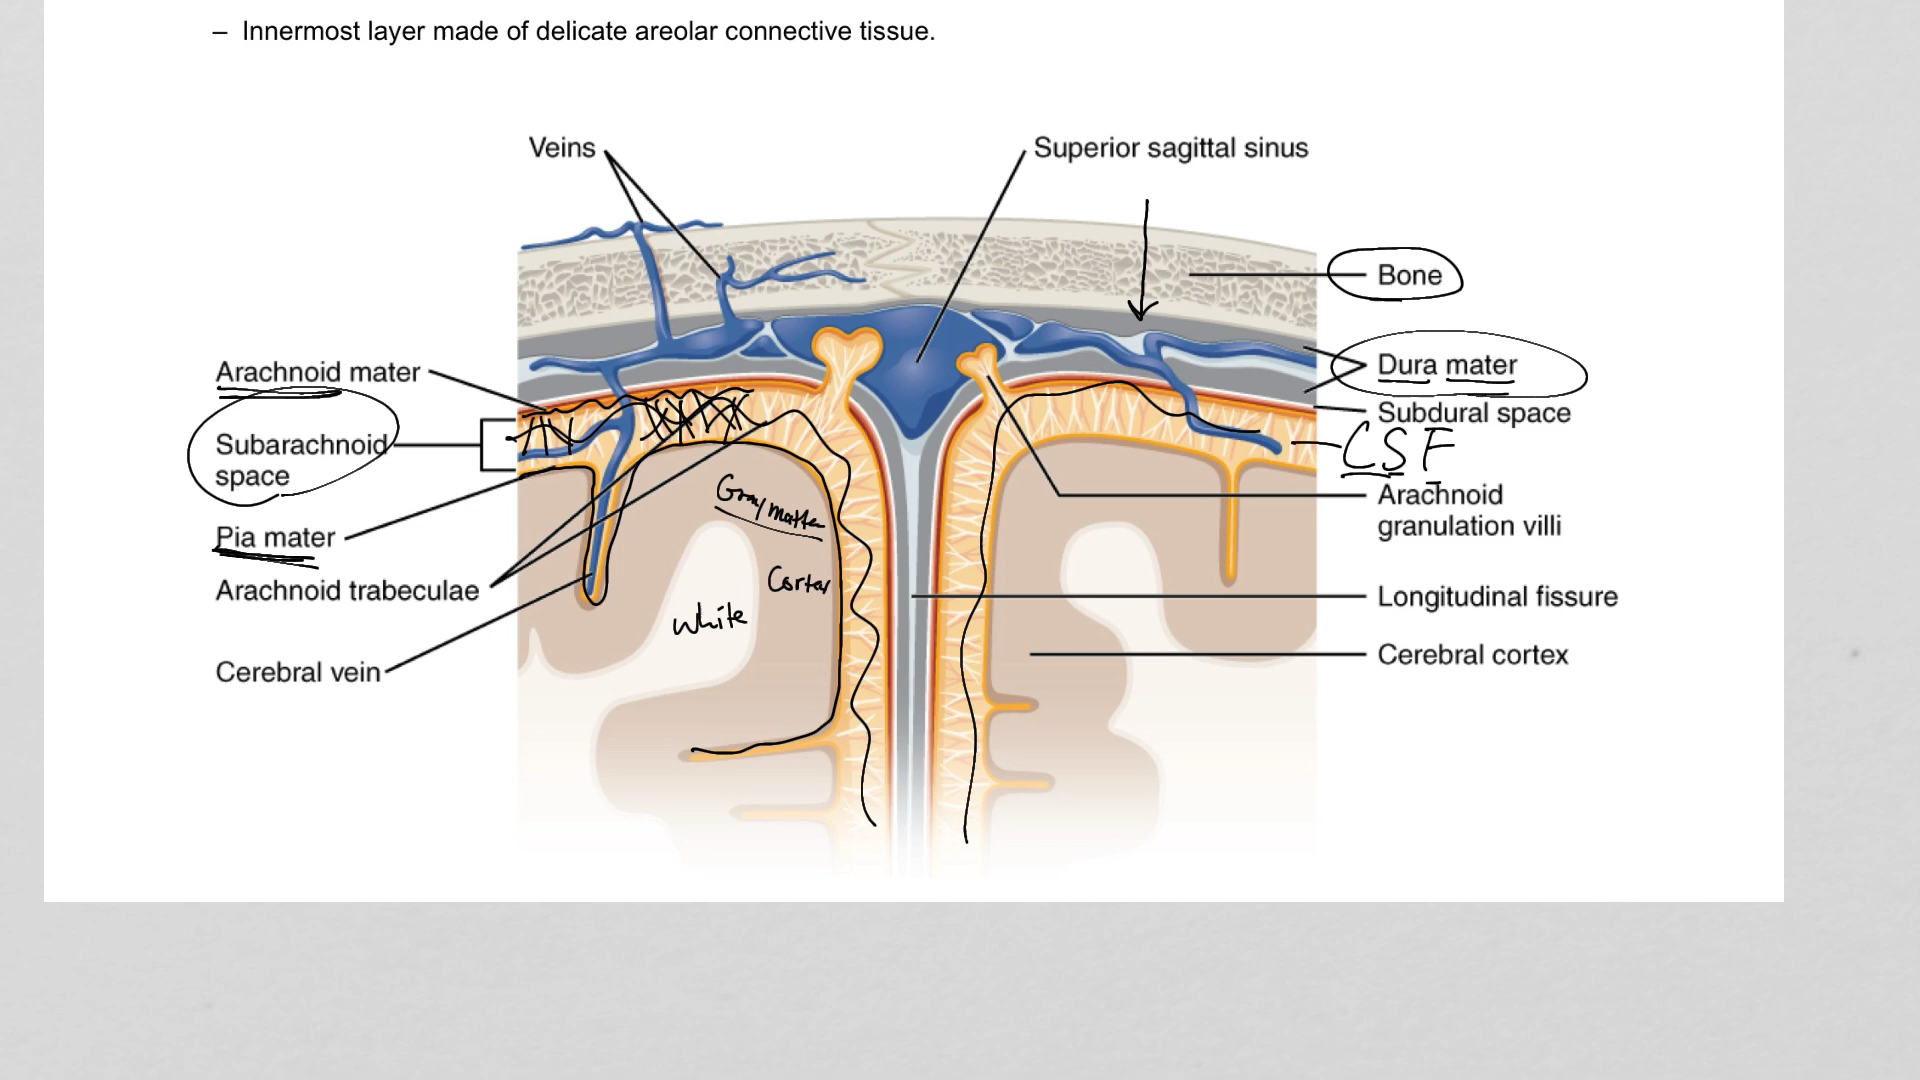 – Innermost layer made of delicate areolar connective tissue.
Veins
Superior sagittal sinus
Bone
Dura mater
Arachnoid mater
Subdural space
Subarachnoid
space
CSF
Pia mater
Gray matter
Arachnoid
granulation villi
Arachnoid trabeculae
Cortex
White
Longitudinal fissure
Cerebral vein
Cerebral cortex